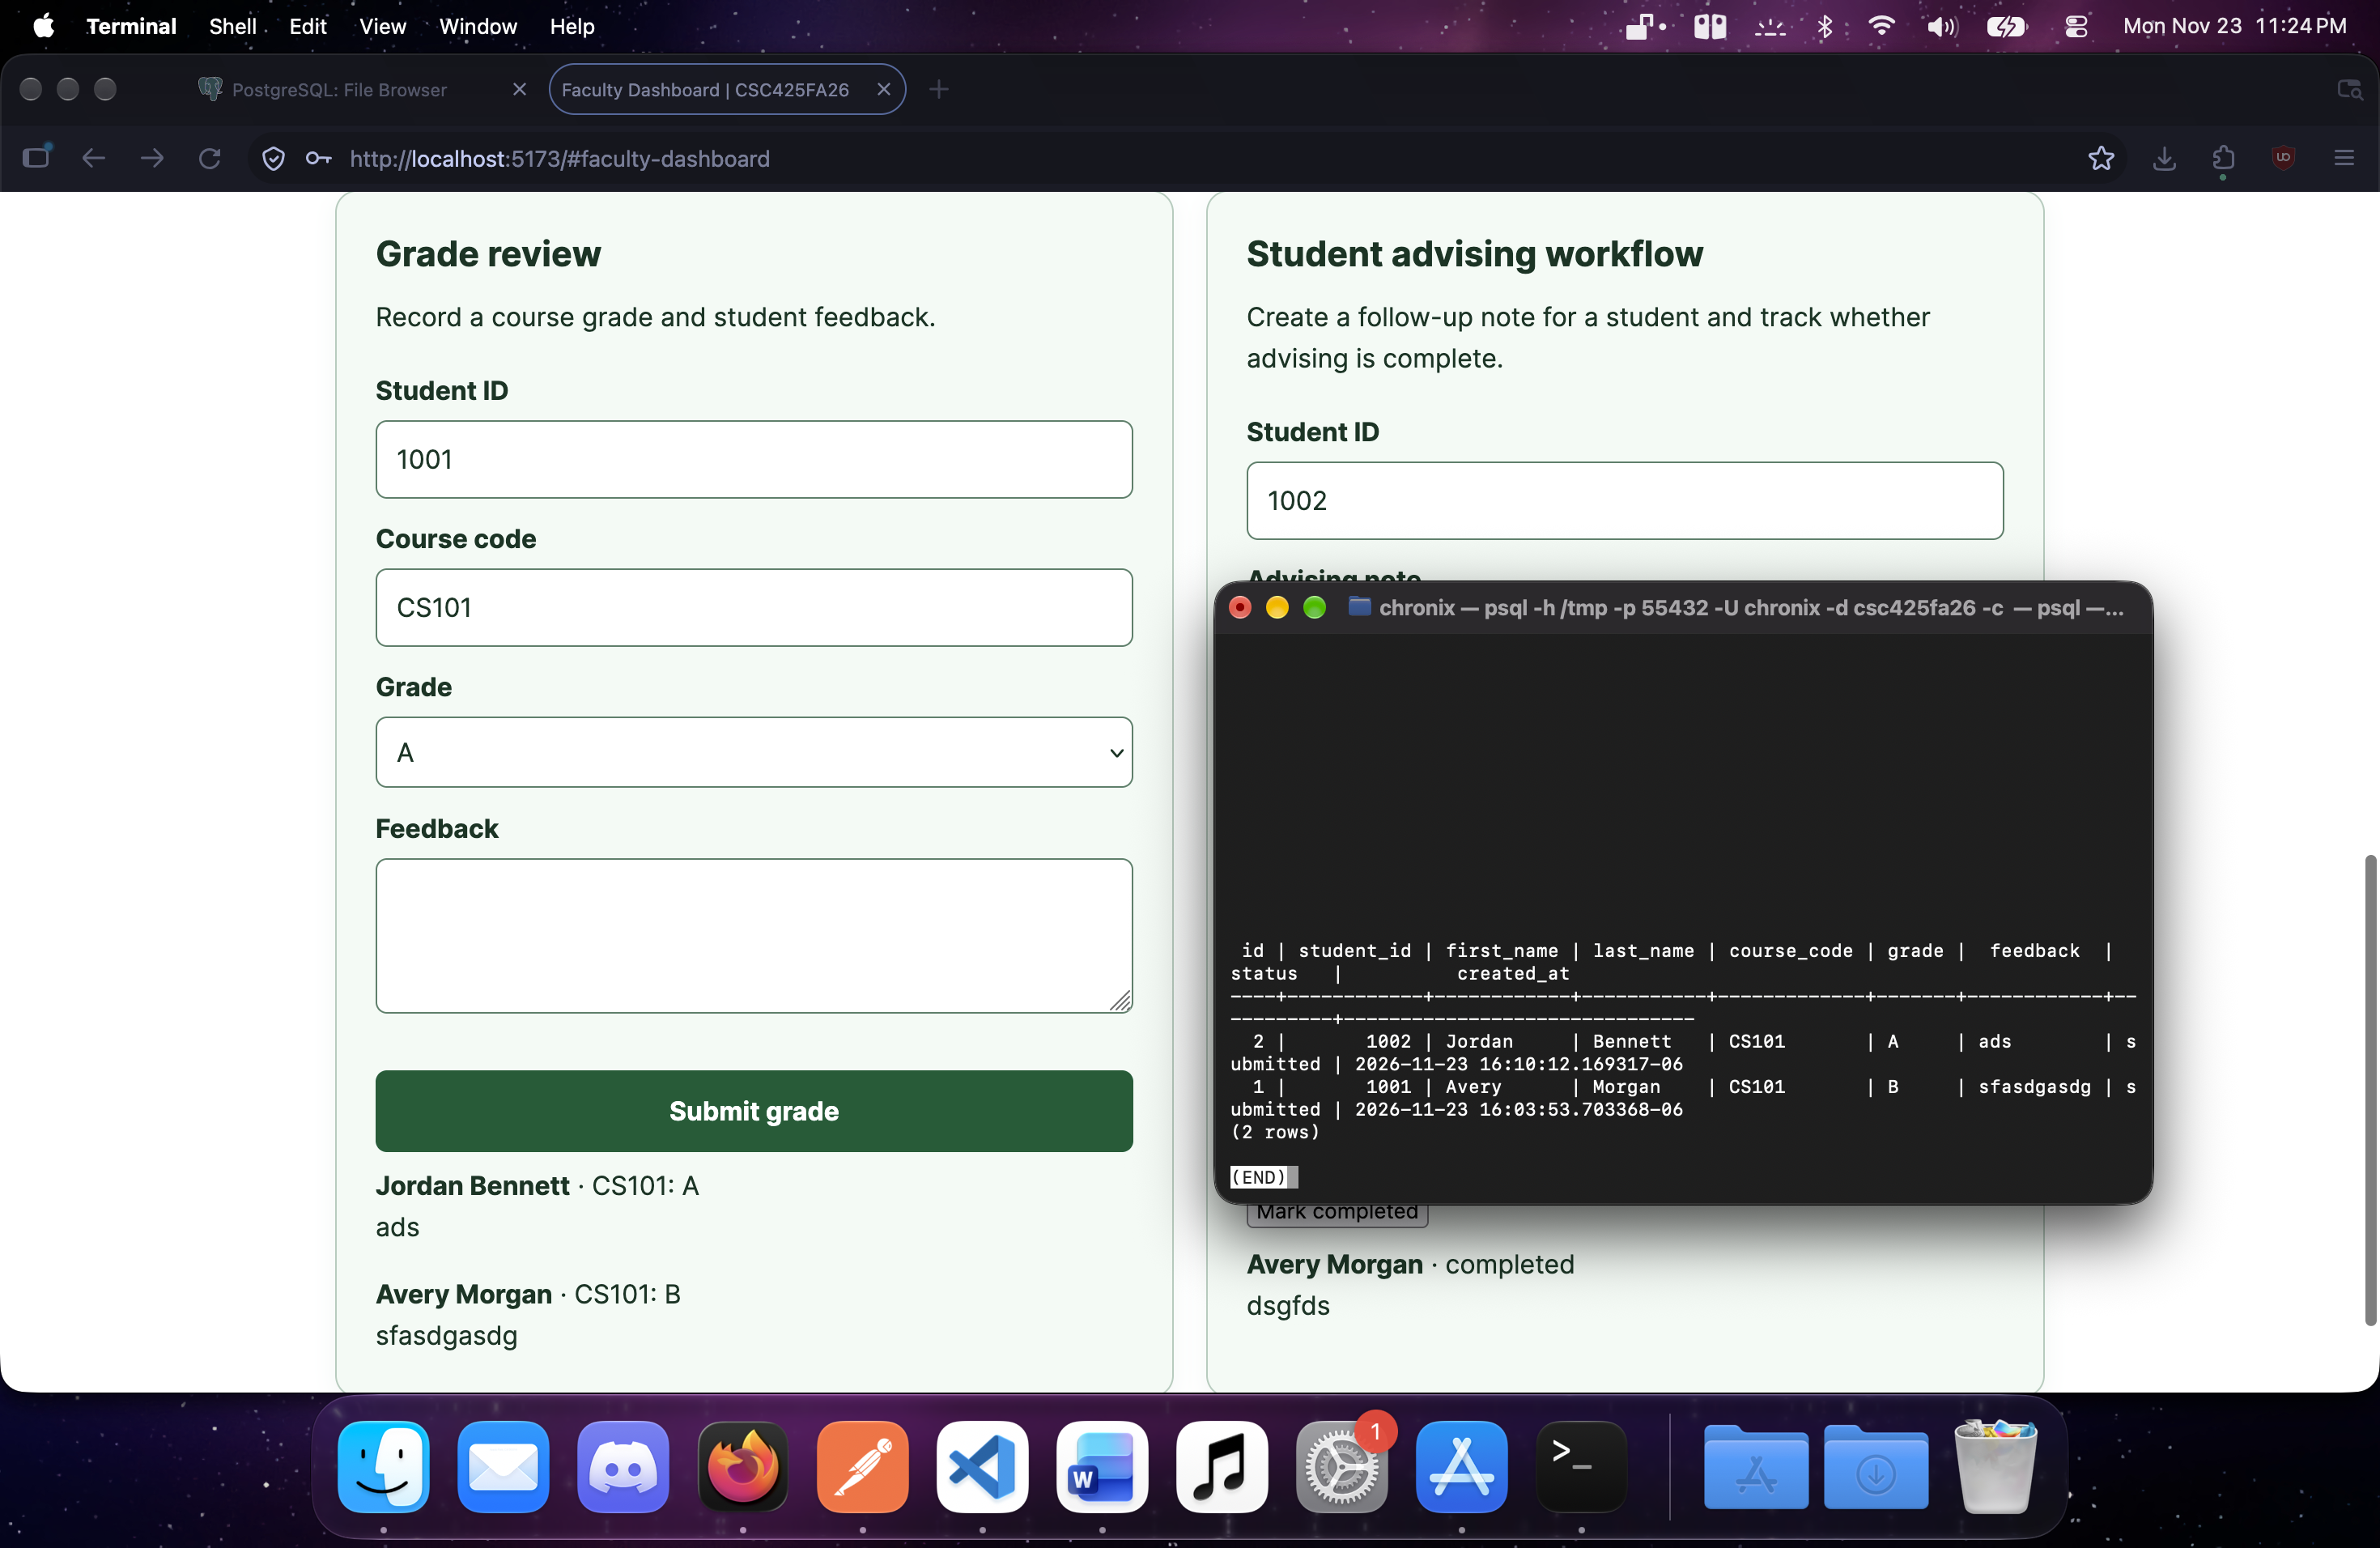 Terminal Shell Edit View Window Help Mon Nov 23 11:24 PM
PostgreSQL: File Browser
Faculty Dashboard | CSC425FA26
http://localhost:5173/#faculty-dashboard
Grade review
Record a course grade and student feedback.
Student ID
1001
Course code
CS101
Grade
A
Feedback
Submit grade
Jordan Bennett · CS101: A
ads
Avery Morgan · CS101: B
sfasdgasdg
Student advising workflow
Create a follow-up note for a student and track whether
advising is complete.
Student ID
1002
Advising note
chronix — psql -h /tmp -p 55432 -U chronix -d csc425fa26 -c — psql —...
id | student_id | first_name | last_name | course_code | grade | feedback |
status | created_at
----+------------+------------+-----------+-------------+-------+------------+--
---------+-------------------------------
2 | 1002 | Jordan | Bennett | CS101 | A | ads | s
ubmitted | 2026-11-23 16:10:12.169317-06
1 | 1001 | Avery | Morgan | CS101 | B | sfasdgasdg | s
ubmitted | 2026-11-23 16:03:53.703368-06
(2 rows)
(END)
Mark completed
Avery Morgan · completed
dsgfds
1
W
>_